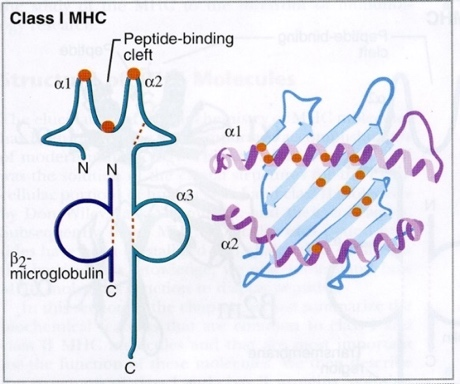 Class I MHC
Peptide-binding
cleft
α1
α2
N
N
α3
β2-
microglobulin
C
C
α1
α2